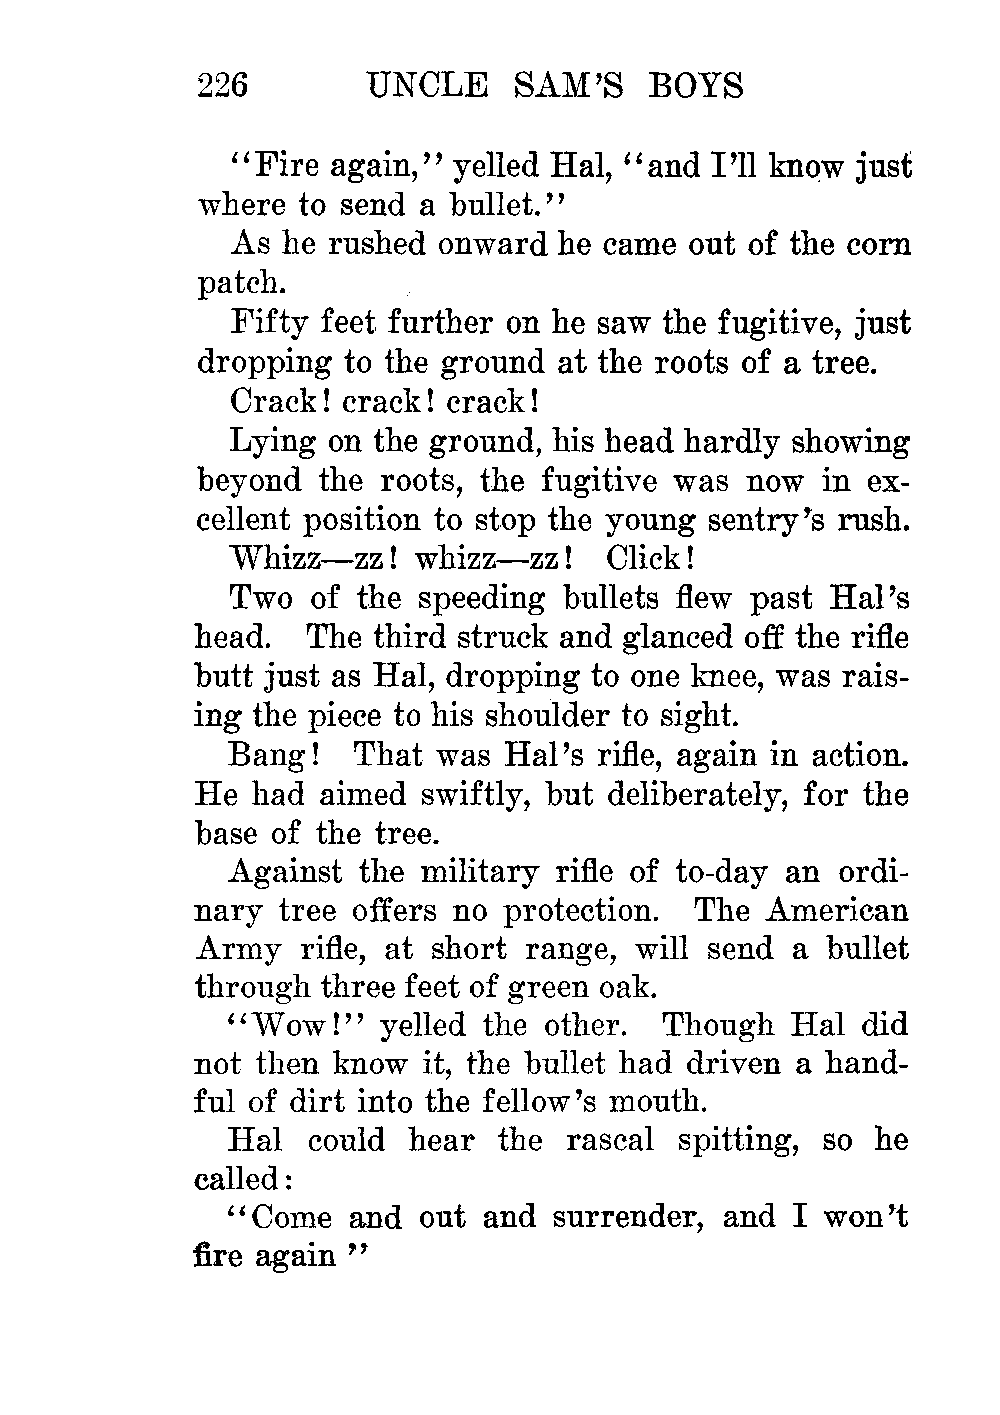 226 UNCLE SAM'S BOYS
“Fire again,” yelled Hal, “and I'll know just
where to send a bullet.”
As he rushed onward he came out of the corn
patch.
Fifty feet further on he saw the fugitive, just
dropping to the ground at the roots of a tree.
Crack! crack! crack!
Lying on the ground, his head hardly showing
beyond the roots, the fugitive was now in ex-
cellent position to stop the young sentry's rush.
Whizz—zz! whizz—zz! Click!
Two of the speeding bullets flew past Hal's
head. The third struck and glanced off the rifle
butt just as Hal, dropping to one knee, was rais-
ing the piece to his shoulder to sight.
Bang! That was Hal's rifle, again in action.
He had aimed swiftly, but deliberately, for the
base of the tree.
Against the military rifle of to-day an ordi-
nary tree offers no protection. The American
Army rifle, at short range, will send a bullet
through three feet of green oak.
“Wow!” yelled the other. Though Hal did
not then know it, the bullet had driven a hand-
ful of dirt into the fellow's mouth.
Hal could hear the rascal spitting, so he
called:
“Come and out and surrender, and I won't
fire again ”